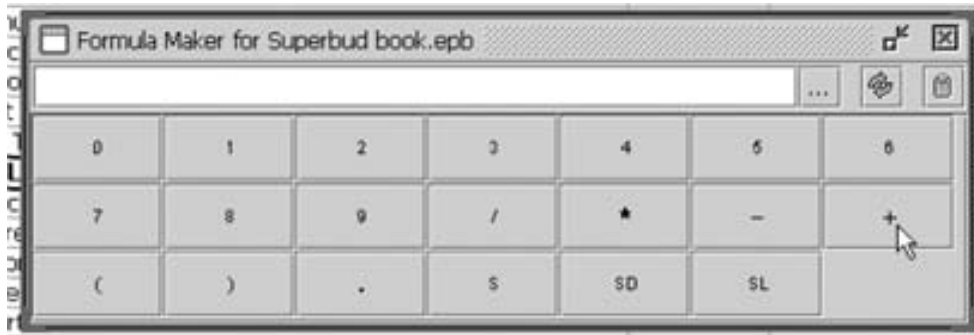 Formula Maker for Superbud book.epb
...
0 1 2 3 4 5 6
7 8 9 / * - +
( ) . S SD SL